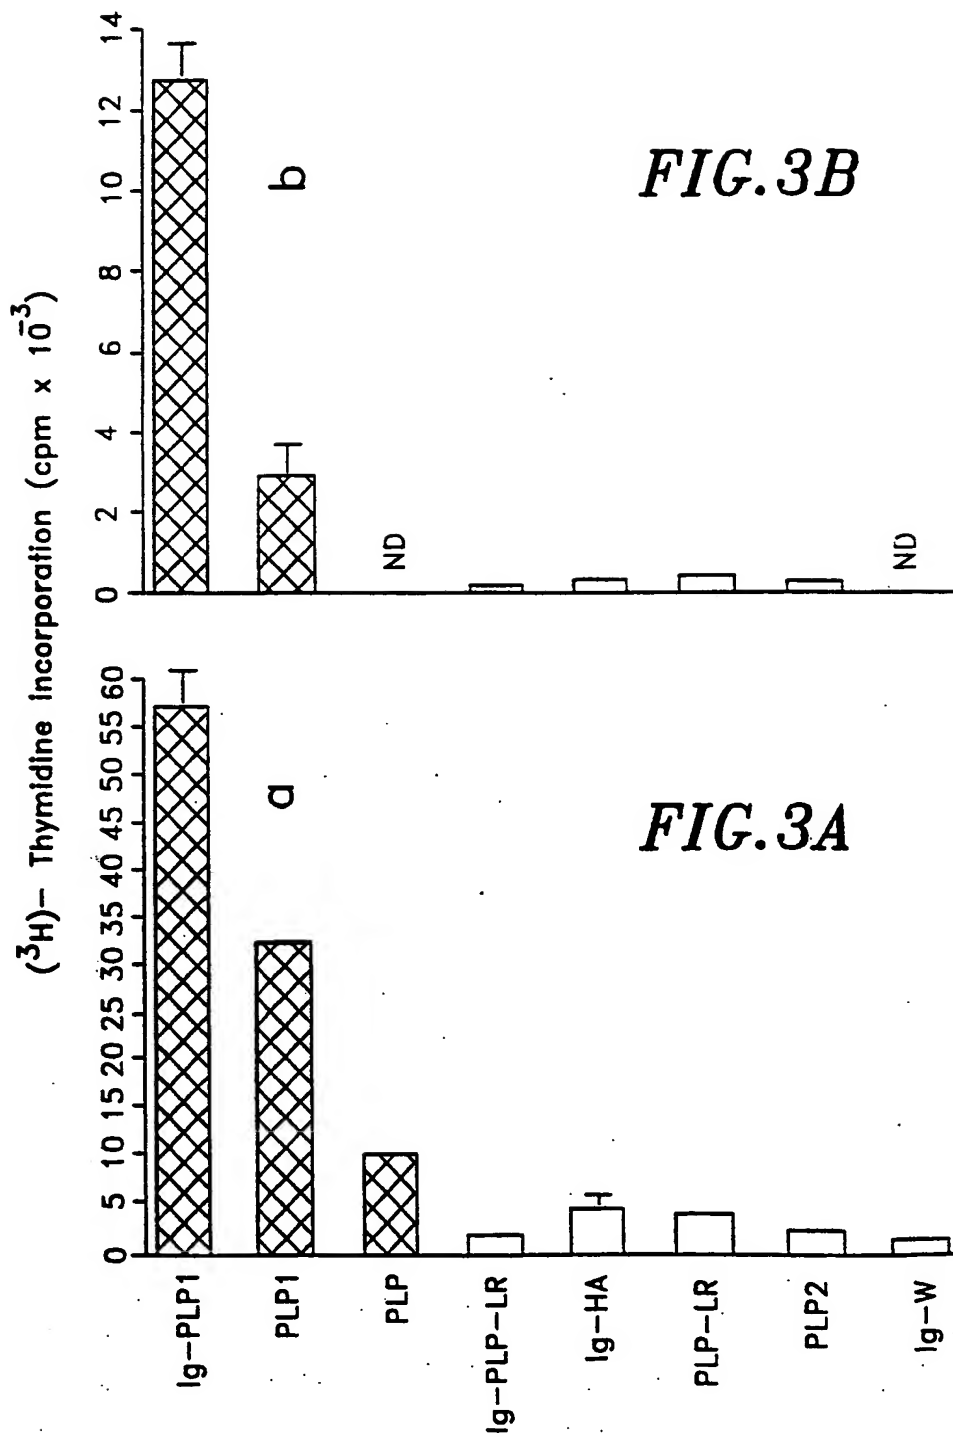 (³H)− Thymidine incorporation (cpm x 10⁻³)
0 5 10 15 20 25 30 35 40 45 50 55 60
0 2 4 6 8 10 12 14
Ig−PLP1
PLP1
PLP
Ig−PLP−LR
Ig−HA
PLP−LR
PLP2
Ig−W
a
FIG.3A
b
ND
ND
FIG.3B